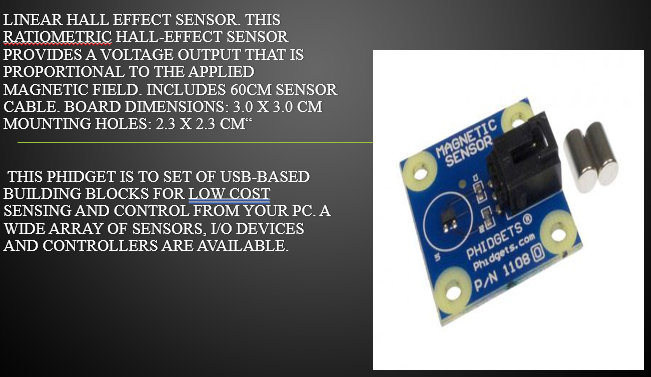 LINEAR HALL EFFECT SENSOR. THIS
RATIOMETRIC HALL-EFFECT SENSOR
PROVIDES A VOLTAGE OUTPUT THAT IS
PROPORTIONAL TO THE APPLIED
MAGNETIC FIELD. INCLUDES 60CM SENSOR
CABLE. BOARD DIMENSIONS: 3.0 X 3.0 CM
MOUNTING HOLES: 2.3 X 2.3 CM“
THIS PHIDGET IS TO SET OF USB-BASED
BUILDING BLOCKS FOR LOW COST
SENSING AND CONTROL FROM YOUR PC. A
WIDE ARRAY OF SENSORS, I/O DEVICES
AND CONTROLLERS ARE AVAILABLE.
MAGNETIC
SENSOR
PHIDGETS®
Phidgets.com
P/N 1108 0